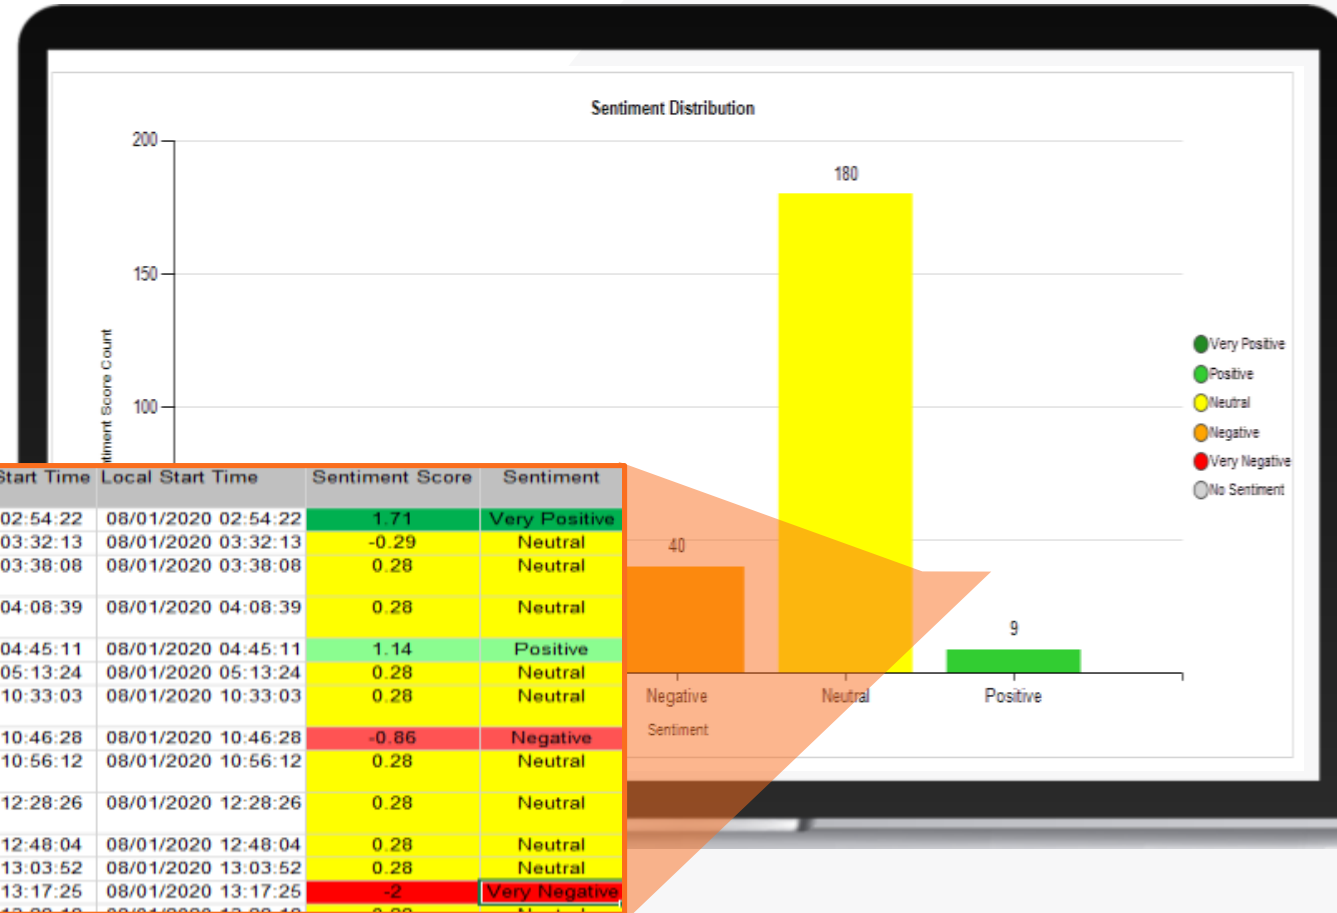 Sentiment Distribution
200
180
150
Score Count
100
Very Positive
Positive
Neutral
Negative
Very Negative
No Sentiment
40
9
Negative Neutral Positive
Sentiment
Start Time Local Start Time Sentiment Score Sentiment
02:54:22 08/01/2020 02:54:22 1.71 Very Positive
03:32:13 08/01/2020 03:32:13 -0.29 Neutral
03:38:08 08/01/2020 03:38:08 0.28 Neutral
04:08:39 08/01/2020 04:08:39 0.28 Neutral
04:45:11 08/01/2020 04:45:11 1.14 Positive
05:13:24 08/01/2020 05:13:24 0.28 Neutral
10:33:03 08/01/2020 10:33:03 0.28 Neutral
10:46:28 08/01/2020 10:46:28 -0.86 Negative
10:56:12 08/01/2020 10:56:12 0.28 Neutral
12:28:26 08/01/2020 12:28:26 0.28 Neutral
12:48:04 08/01/2020 12:48:04 0.28 Neutral
13:03:52 08/01/2020 13:03:52 0.28 Neutral
13:17:25 08/01/2020 13:17:25 -2 Very Negative